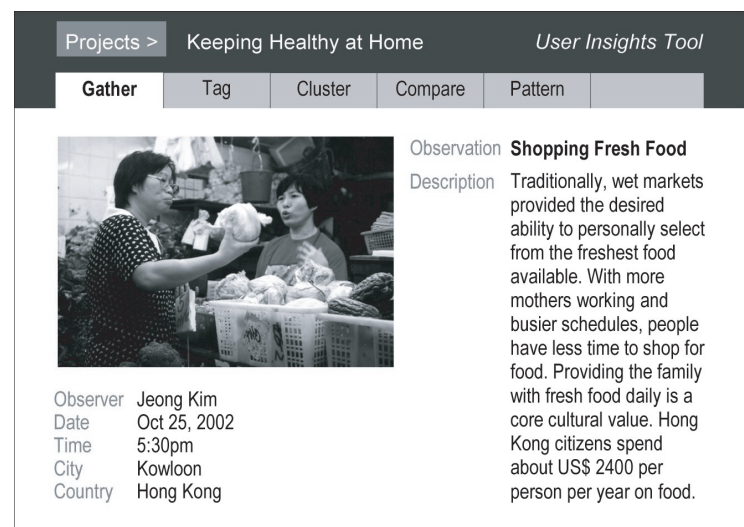 Projects > Keeping Healthy at Home User Insights Tool
Gather Tag Cluster Compare Pattern
Observation Shopping Fresh Food
Description Traditionally, wet markets
provided the desired
ability to personally select
from the freshest food
available. With more
mothers working and
busier schedules, people
have less time to shop for
food. Providing the family
with fresh food daily is a
core cultural value. Hong
Kong citizens spend
about US$ 2400 per
person per year on food.
Observer Jeong Kim
Date Oct 25, 2002
Time 5:30pm
City Kowloon
Country Hong Kong